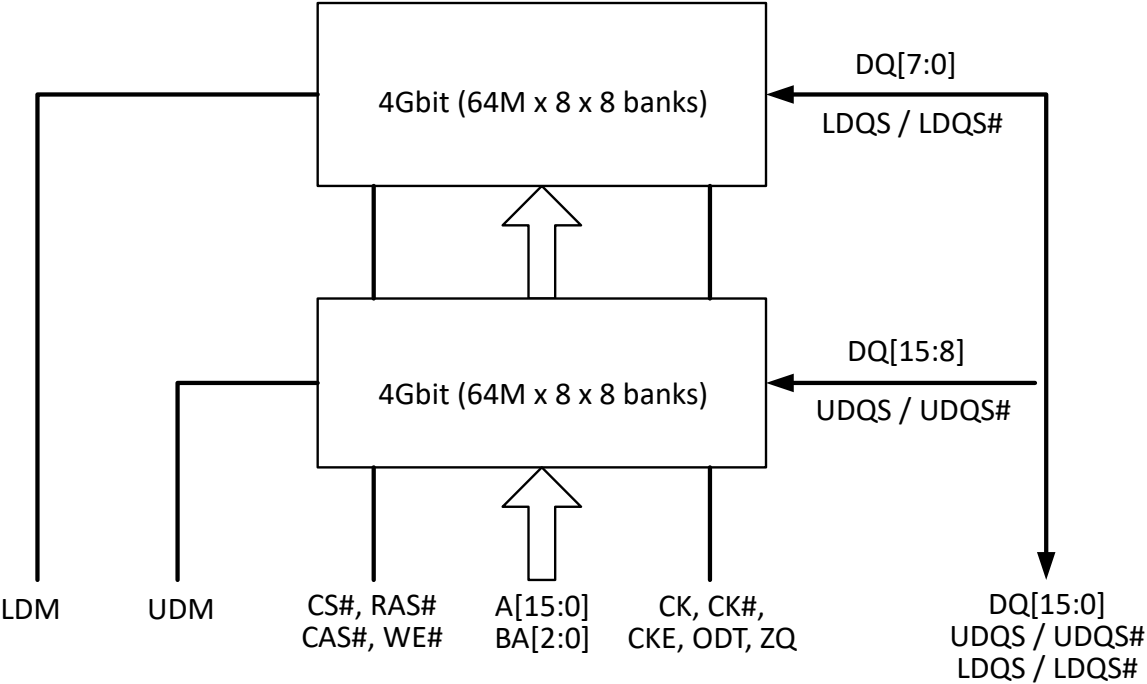 DQ[7:0]
4Gbit (64M x 8 x 8 banks)
LDQS / LDQS#
DQ[15:8]
4Gbit (64M x 8 x 8 banks)
UDQS / UDQS#
LDM
UDM
CS#, RAS#
CAS#, WE#
A[15:0]
BA[2:0]
CK, CK#,
CKE, ODT, ZQ
DQ[15:0]
UDQS / UDQS#
LDQS / LDQS#